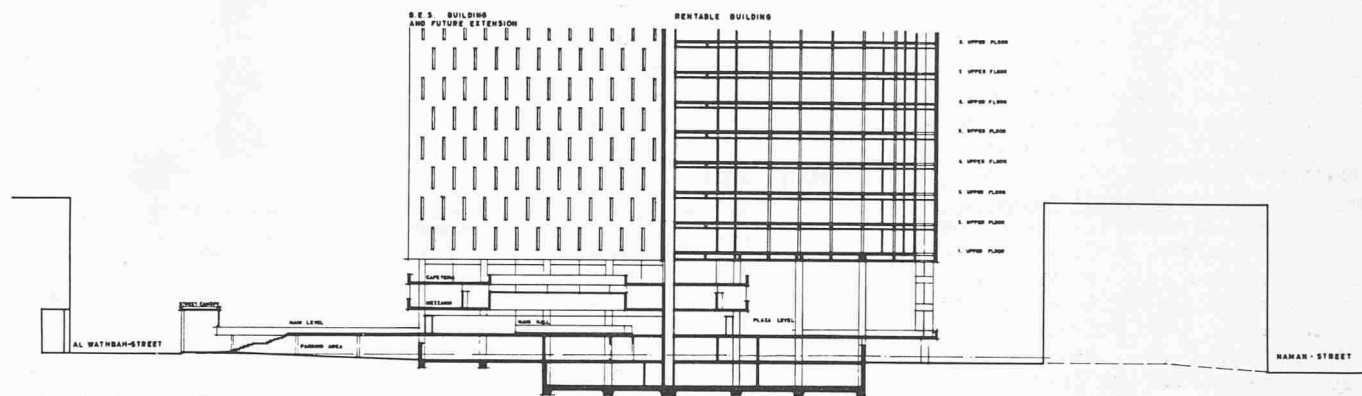 B.E.S. BUILDING
AND FUTURE EXTENSION
RENTABLE BUILDING
8. UPPER FLOOR
7. UPPER FLOOR
6. UPPER FLOOR
5. UPPER FLOOR
4. UPPER FLOOR
3. UPPER FLOOR
2. UPPER FLOOR
1. UPPER FLOOR
CAFETERIA
MEZZANIN
STREET CANOPY
MAIN LEVEL
MAIN HALL
PLAZA LEVEL
AL WATHBAH-STREET
PARKING AREA
NAMAN - STREET